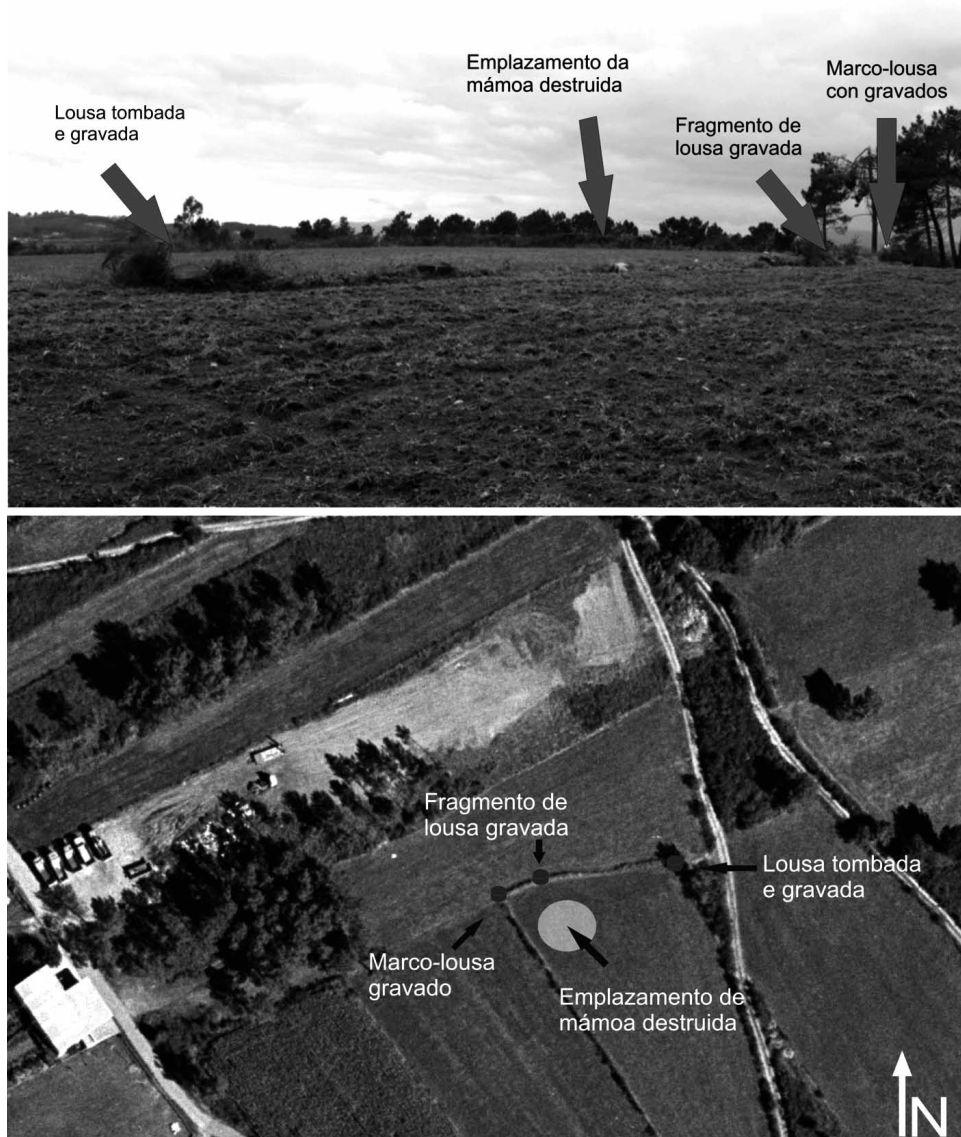 Emplazamento da
mámoa destruida
Marco-lousa
con gravados
Lousa tombada
e gravada
Fragmento de
lousa gravada
Fragmento de
lousa gravada
Lousa tombada
e gravada
Marco-lousa
gravado
Emplazamento de
mámoa destruida
N